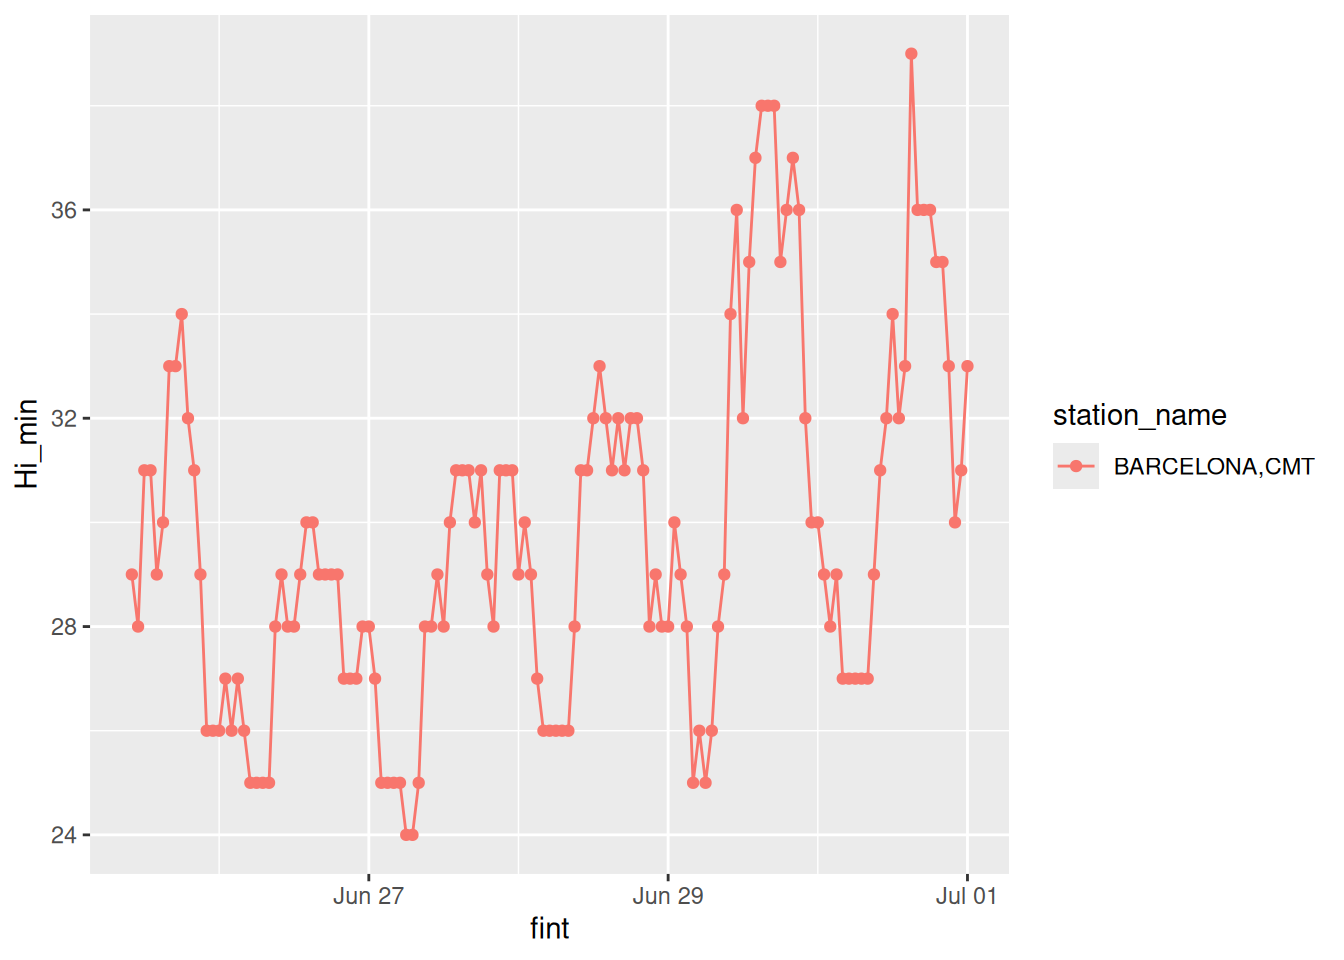 36
32
28
24
Hi_min
Jun 27
Jun 29
Jul 01
fint
station_name
BARCELONA,CMT